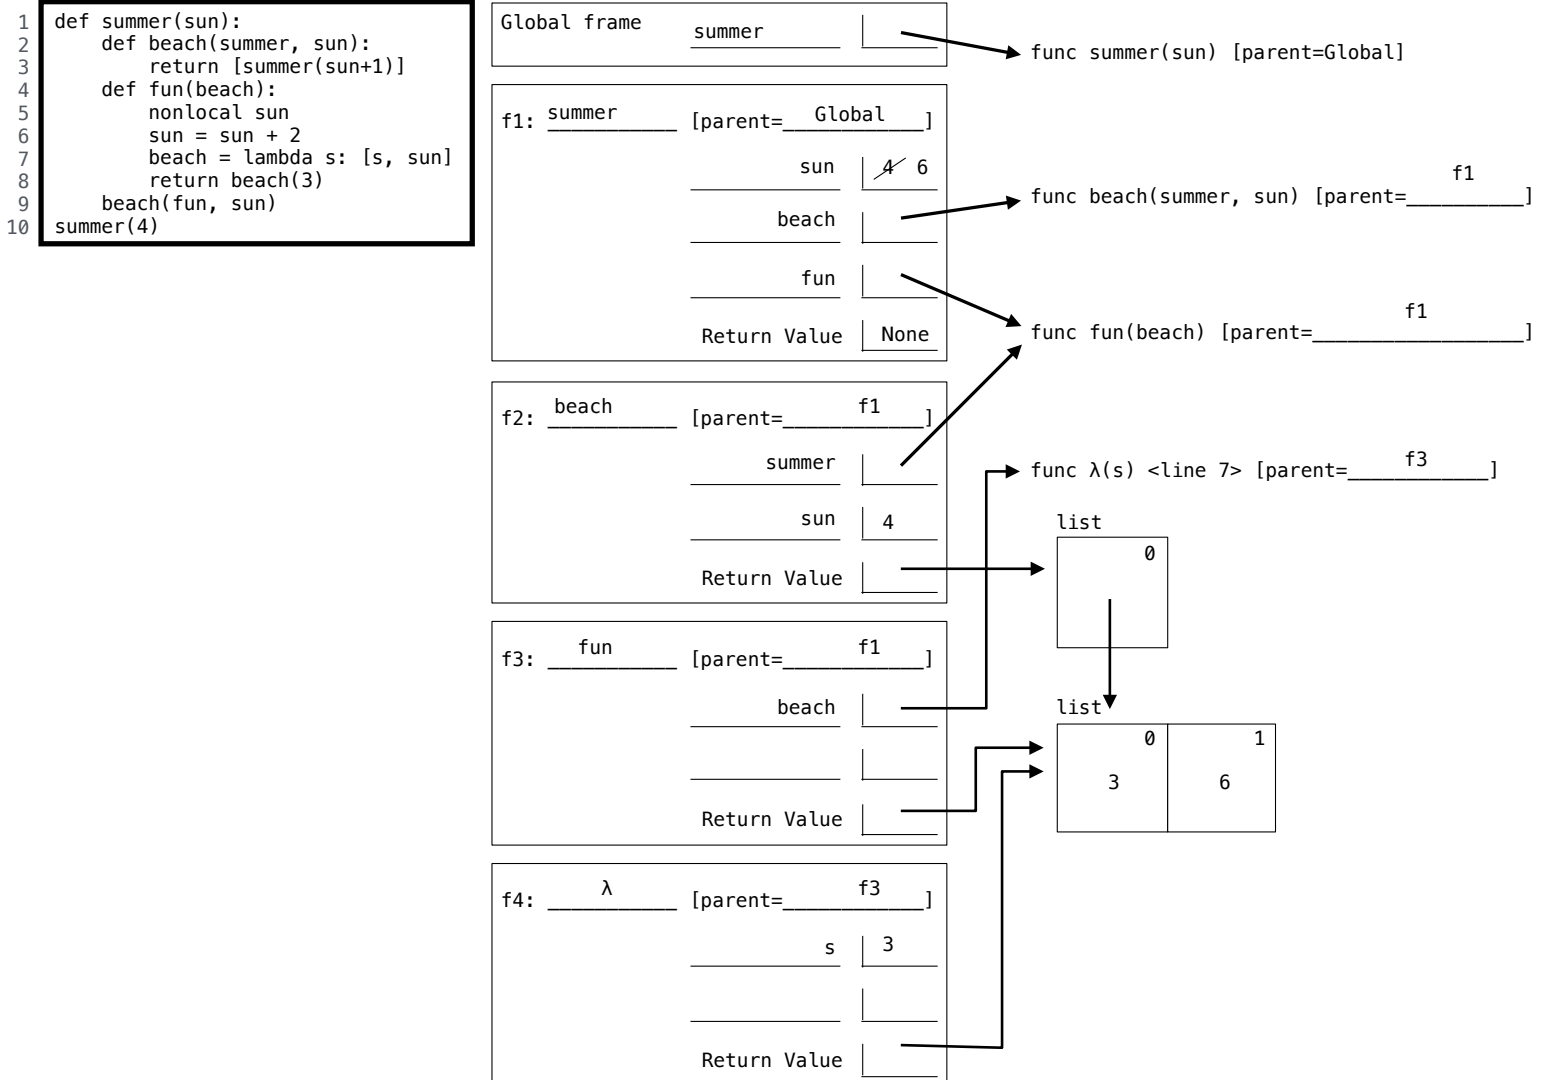 1 def summer(sun):
2     def beach(summer, sun):
3         return [summer(sun+1)]
4     def fun(beach):
5         nonlocal sun
6         sun = sun + 2
7         beach = lambda s: [s, sun]
8         return beach(3)
9     beach(fun, sun)
10 summer(4)
Global frame
summer
func summer(sun) [parent=Global]
f1: summer [parent=Global]
sun 4 6
beach
func beach(summer, sun) [parent=f1]
fun
func fun(beach) [parent=f1]
Return Value None
f2: beach [parent=f1]
summer
func λ(s) <line 7> [parent=f3]
sun 4
list
0
Return Value
f3: fun [parent=f1]
beach
list
0 1
3 6
Return Value
f4: λ [parent=f3]
s 3
Return Value